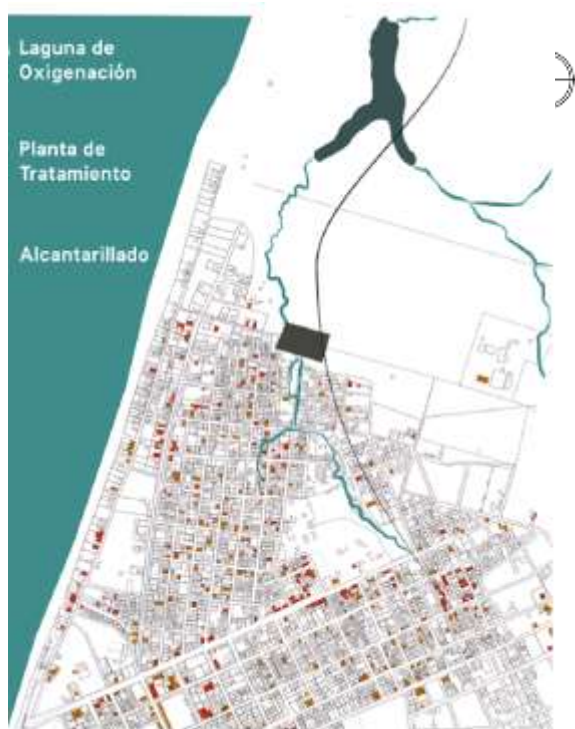 Laguna de
Oxigenación
Planta de
Tratamiento
Alcantarillado